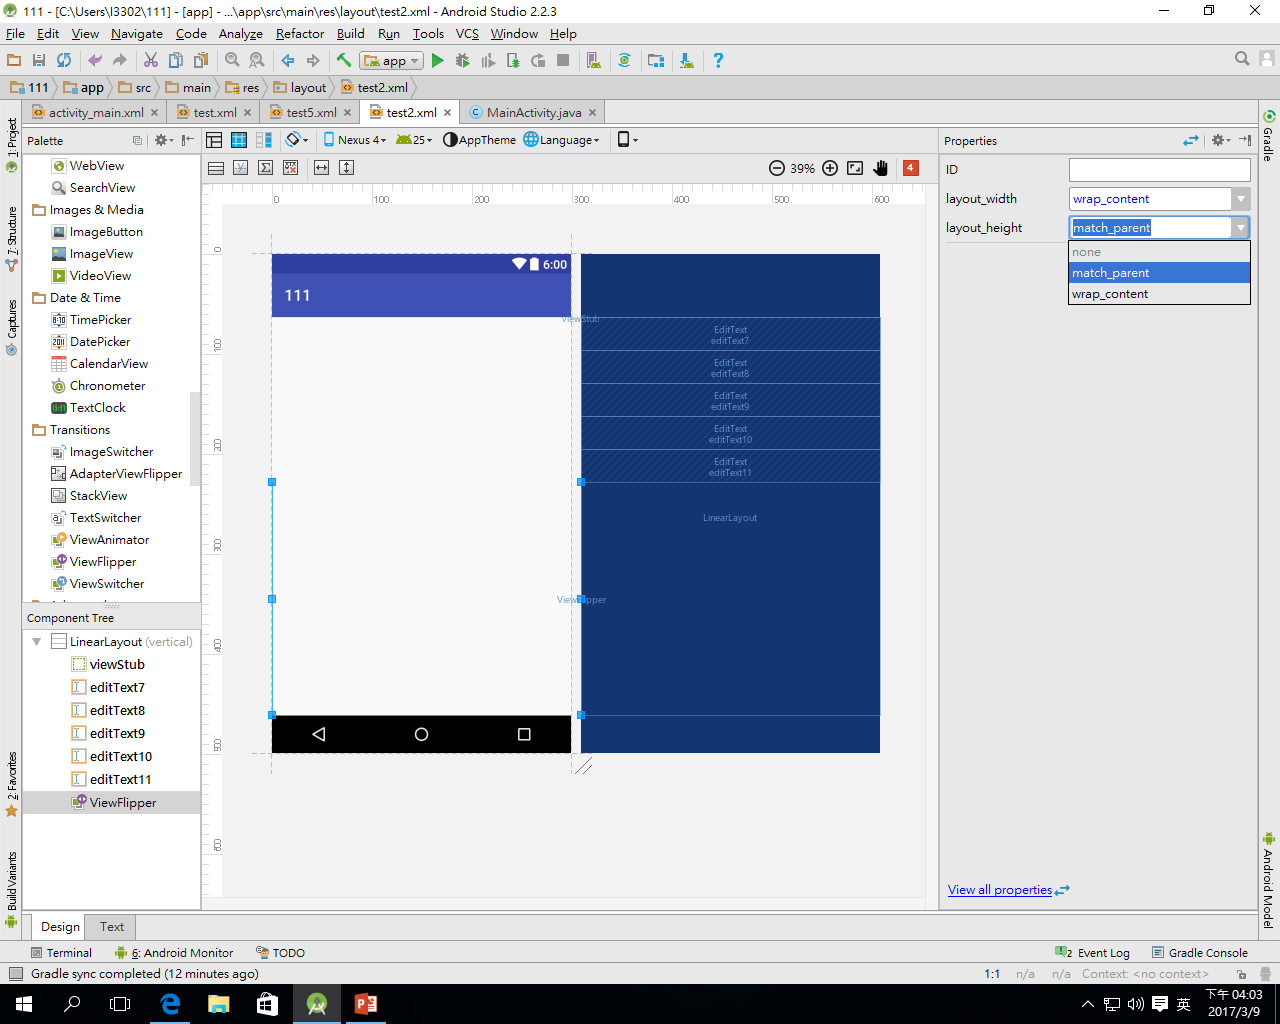 111 - [C:\Users\I3302\111] - [app] - ...\app\src\main\res\layout\test2.xml - Android Studio 2.2.3
File Edit View Navigate Code Analyze Refactor Build Run Tools VCS Window Help
app
111 app src main res layout test2.xml
activity_main.xml test.xml test5.xml test2.xml MainActivity.java
1: Project
7: Structure
Captures
2: Favorites
Build Variants
Palette
WebView
SearchView
Images & Media
ImageButton
ImageView
VideoView
Date & Time
TimePicker
DatePicker
CalendarView
Chronometer
TextClock
Transitions
ImageSwitcher
AdapterViewFlipper
StackView
TextSwitcher
ViewAnimator
ViewFlipper
ViewSwitcher
Component Tree
LinearLayout (vertical)
viewStub
editText7
editText8
editText9
editText10
editText11
ViewFlipper
Nexus 4 25 AppTheme Language
39% 4
0 100 200 300 400 500 600
0
100
200
300
400
500
600
6:00
111
ViewStub
EditText
editText7
EditText
editText8
EditText
editText9
EditText
editText10
EditText
editText11
LinearLayout
Properties
ID
layout_width wrap_content
layout_height match_parent
none
match_parent
wrap_content
View all properties
Gradle
Android Model
Design Text
Terminal 6: Android Monitor TODO 2 Event Log Gradle Console
Gradle sync completed (12 minutes ago) 1:1 n/a n/a Context: <no context>
英 下午 04:03
2017/3/9